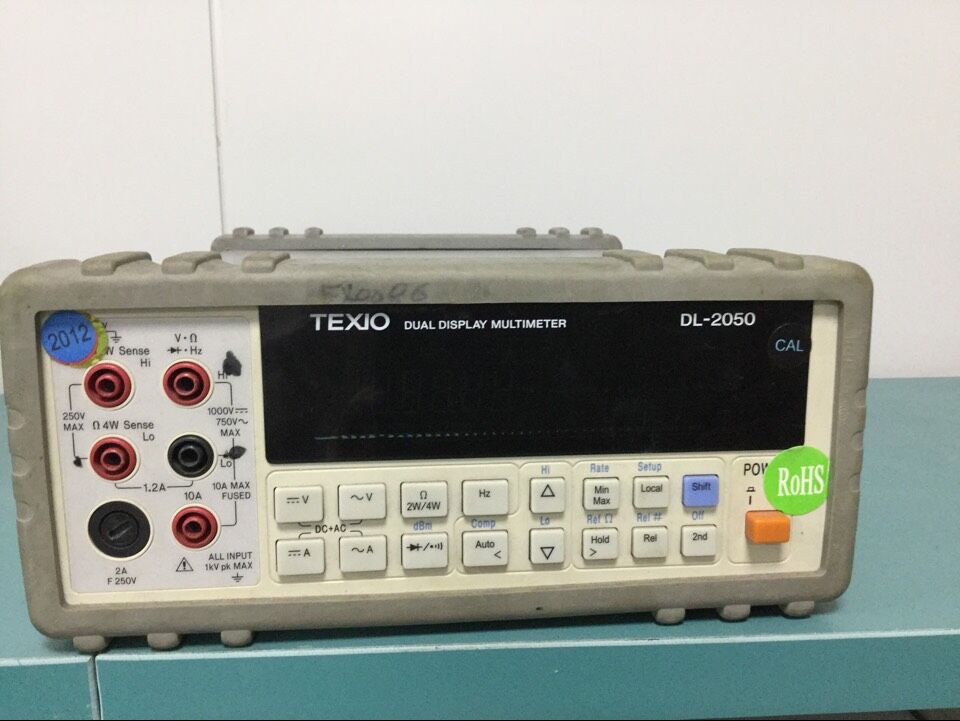 TEXIO DUAL DISPLAY MULTIMETER DL-2050
CAL
2012
W Sense
Hi
V·Ω
·Hz
Hi
250V
MAX
1000V
750V~
MAX
Ω 4W Sense
Lo
Lo
1.2A
10A
10A MAX
FUSED
2A
F 250V
ALL INPUT
1kV pk MAX
V
~V
Ω
2W/4W
Hz
Hi
△
Rate
Min
Max
Setup
Local
Shift
POW
RoHS
DC+AC
A
~A
dBm
Comp
Auto
<
Lo
▽
Ref Ω
Hold
>
Rel #
Rel
Off
2nd